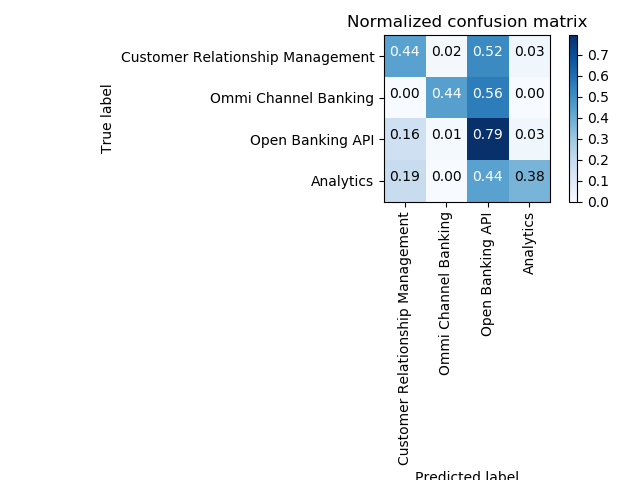 Normalized confusion matrix
True label
Customer Relationship Management 0.44 0.02 0.52 0.03
Ommi Channel Banking 0.00 0.44 0.56 0.00
Open Banking API 0.16 0.01 0.79 0.03
Analytics 0.19 0.00 0.44 0.38
0.7
0.6
0.5
0.4
0.3
0.2
0.1
0.0
Customer Relationship Management
Ommi Channel Banking
Open Banking API
Analytics
Predicted label